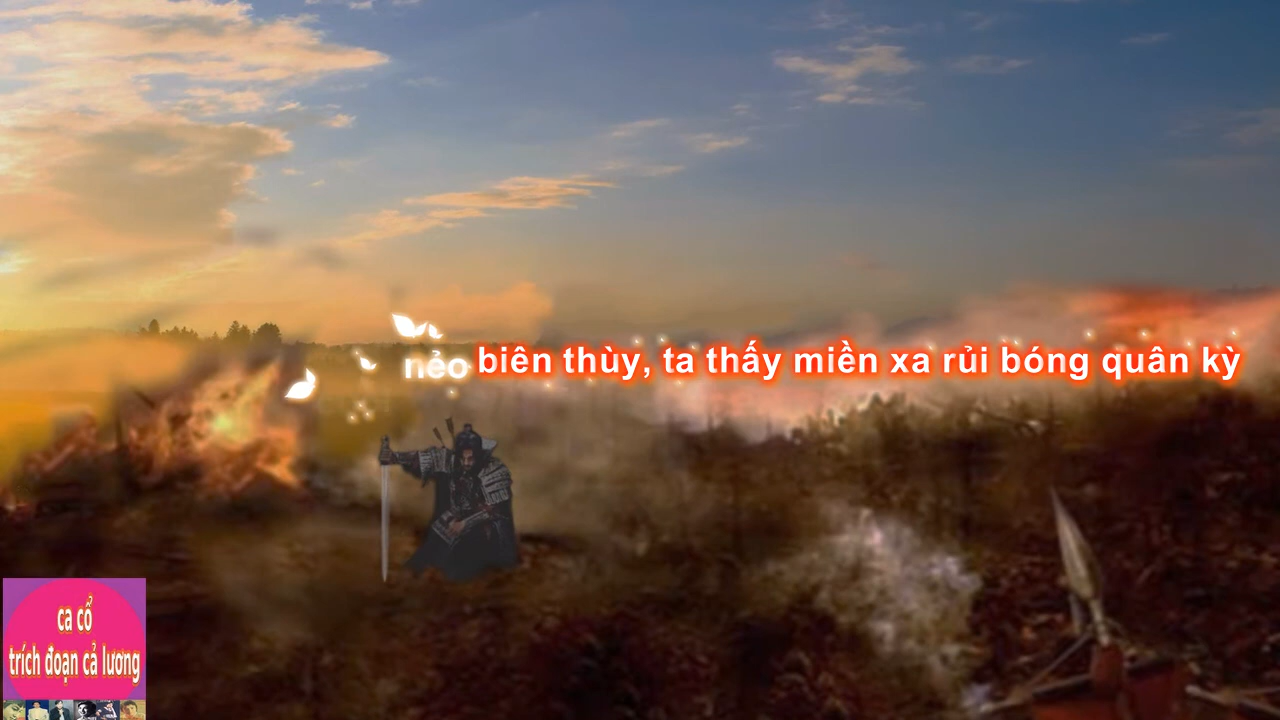 nẻo biên thùy, ta thấy miền xa rủi bóng quân kỳ
ca cổ
trích đoạn cả lương